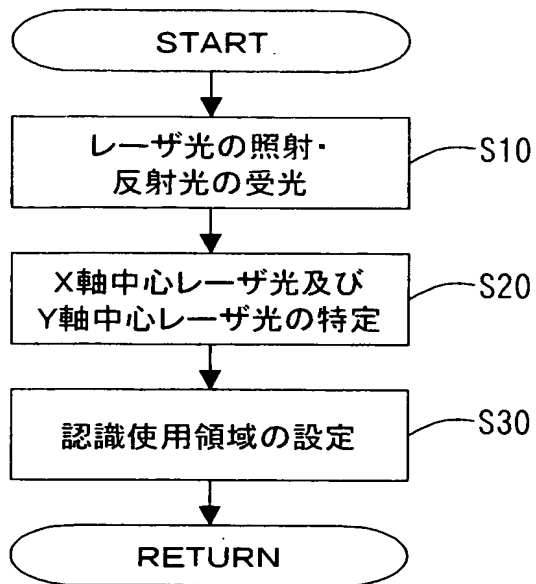 START
レーザ光の照射・
反射光の受光
S10
X軸中心レーザ光及び
Y軸中心レーザ光の特定
S20
認識使用領域の設定
S30
RETURN